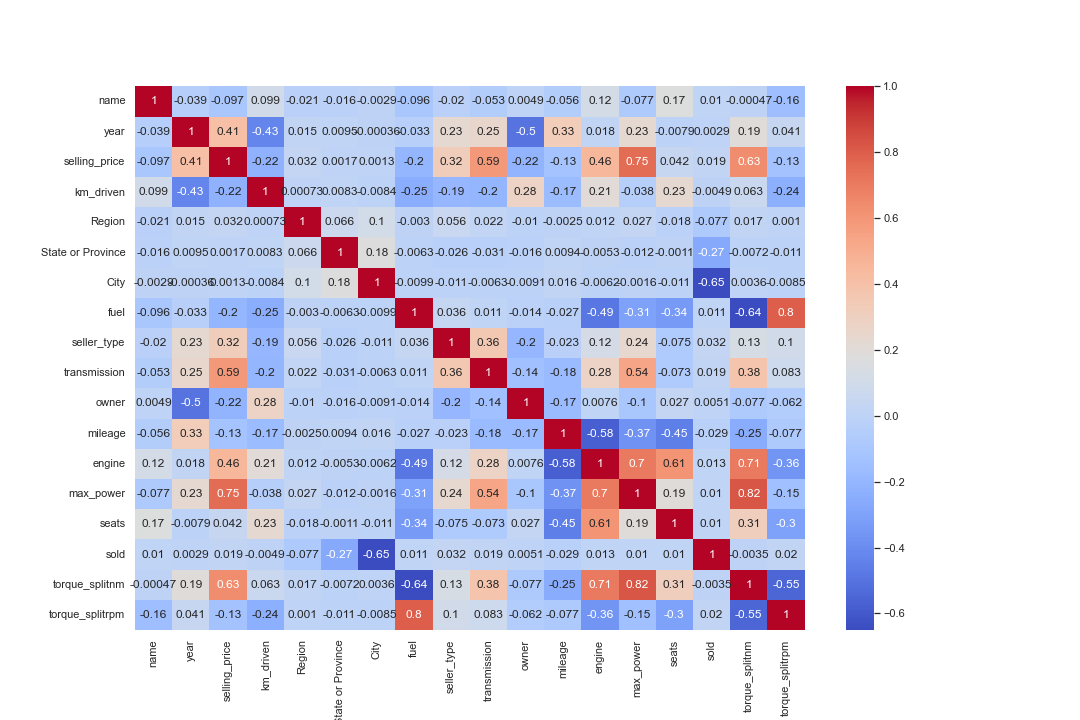 1.0
name 1 -0.039 -0.097 0.099 -0.021 -0.016 -0.0029 -0.096 -0.02 -0.053 0.0049 -0.056 0.12 -0.077 0.17 0.01 -0.00047 -0.16
year -0.039 1 0.41 -0.43 0.015 0.0095 -0.00036 -0.033 0.23 0.25 -0.5 0.33 0.018 0.23 -0.0079 0.0029 0.19 0.041
0.8
selling_price -0.097 0.41 1 -0.22 0.032 0.0017 0.0013 -0.2 0.32 0.59 -0.22 -0.13 0.46 0.75 0.042 0.019 0.63 -0.13
km_driven 0.099 -0.43 -0.22 1 0.00073 0.0083 -0.0084 -0.25 -0.19 -0.2 0.28 -0.17 0.21 -0.038 0.23 -0.0049 0.063 -0.24
0.6
Region -0.021 0.015 0.032 0.00073 1 0.066 0.1 -0.003 0.056 0.022 -0.01 -0.0025 0.012 0.027 -0.018 -0.077 0.017 0.001
0.4
State or Province -0.016 0.0095 0.0017 0.0083 0.066 1 0.18 -0.0063 -0.026 -0.031 -0.016 0.0094 -0.0053 -0.012 -0.0011 -0.27 -0.0072 -0.011
City -0.0029 -0.00036 0.0013 -0.0084 0.1 0.18 1 -0.0099 -0.011 -0.0063 -0.0091 0.016 -0.0062 -0.0016 -0.011 -0.65 0.0036 -0.0085
0.2
fuel -0.096 -0.033 -0.2 -0.25 -0.003 -0.0063 -0.0099 1 0.036 0.011 -0.014 -0.027 -0.49 -0.31 -0.34 0.011 -0.64 0.8
seller_type -0.02 0.23 0.32 -0.19 0.056 -0.026 -0.011 0.036 1 0.36 -0.2 -0.023 0.12 0.24 -0.075 0.032 0.13 0.1
transmission -0.053 0.25 0.59 -0.2 0.022 -0.031 -0.0063 0.011 0.36 1 -0.14 -0.18 0.28 0.54 -0.073 0.019 0.38 0.083
owner 0.0049 -0.5 -0.22 0.28 -0.01 -0.016 -0.0091 -0.014 -0.2 -0.14 1 -0.17 0.0076 -0.1 0.027 0.0051 -0.077 -0.062
0.0
mileage -0.056 0.33 -0.13 -0.17 -0.0025 0.0094 0.016 -0.027 -0.023 -0.18 -0.17 1 -0.58 -0.37 -0.45 -0.029 -0.25 -0.077
engine 0.12 0.018 0.46 0.21 0.012 -0.0053 -0.0062 -0.49 0.12 0.28 0.0076 -0.58 1 0.7 0.61 0.013 0.71 -0.36
−0.2
max_power -0.077 0.23 0.75 -0.038 0.027 -0.012 -0.0016 -0.31 0.24 0.54 -0.1 -0.37 0.7 1 0.19 0.01 0.82 -0.15
seats 0.17 -0.0079 0.042 0.23 -0.018 -0.0011 -0.011 -0.34 -0.075 -0.073 0.027 -0.45 0.61 0.19 1 0.01 0.31 -0.3
−0.4
sold 0.01 0.0029 0.019 -0.0049 -0.077 -0.27 -0.65 0.011 0.032 0.019 0.0051 -0.029 0.013 0.01 0.01 1 -0.0035 0.02
torque_splitnm -0.00047 0.19 0.63 0.063 0.017 -0.0072 0.0036 -0.64 0.13 0.38 -0.077 -0.25 0.71 0.82 0.31 -0.0035 1 -0.55
−0.6
torque_splitrpm -0.16 0.041 -0.13 -0.24 0.001 -0.011 -0.0085 0.8 0.1 0.083 -0.062 -0.077 -0.36 -0.15 -0.3 0.02 -0.55 1
name
year
selling_price
km_driven
Region
State or Province
City
fuel
seller_type
transmission
owner
mileage
engine
max_power
seats
sold
torque_splitnm
torque_splitrpm